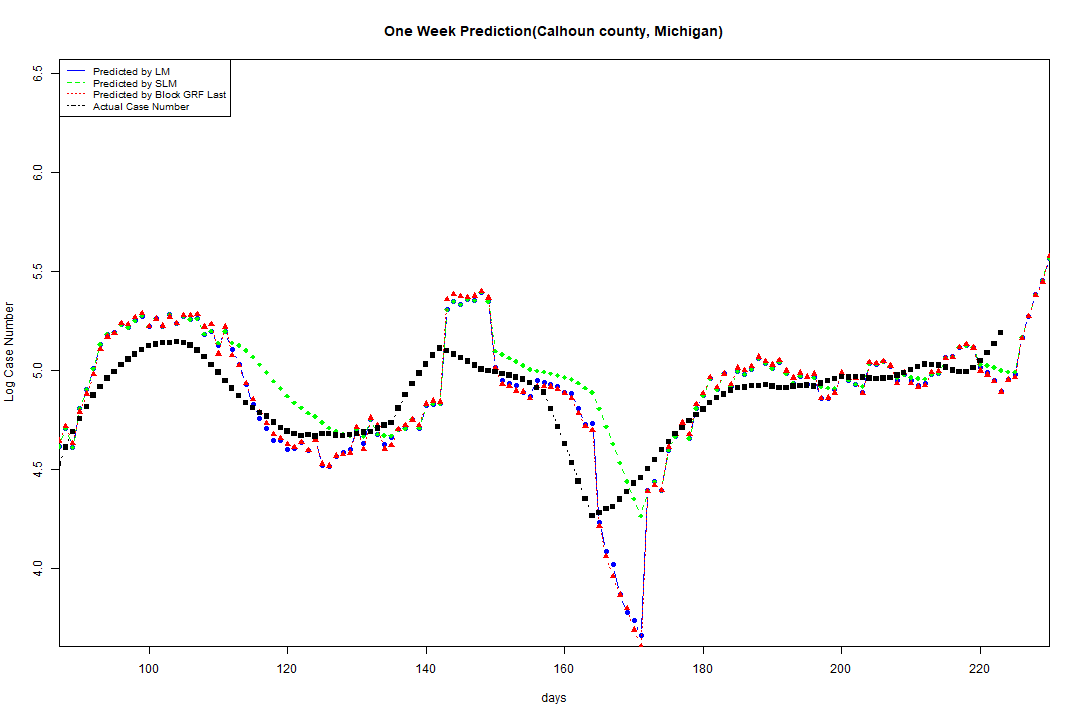 One Week Prediction(Calhoun county, Michigan)
Predicted by LM
Predicted by SLM
Predicted by Block GRF Last
Actual Case Number
6.5
6.0
5.5
5.0
4.5
4.0
Log Case Number
100 120 140 160 180 200 220
days